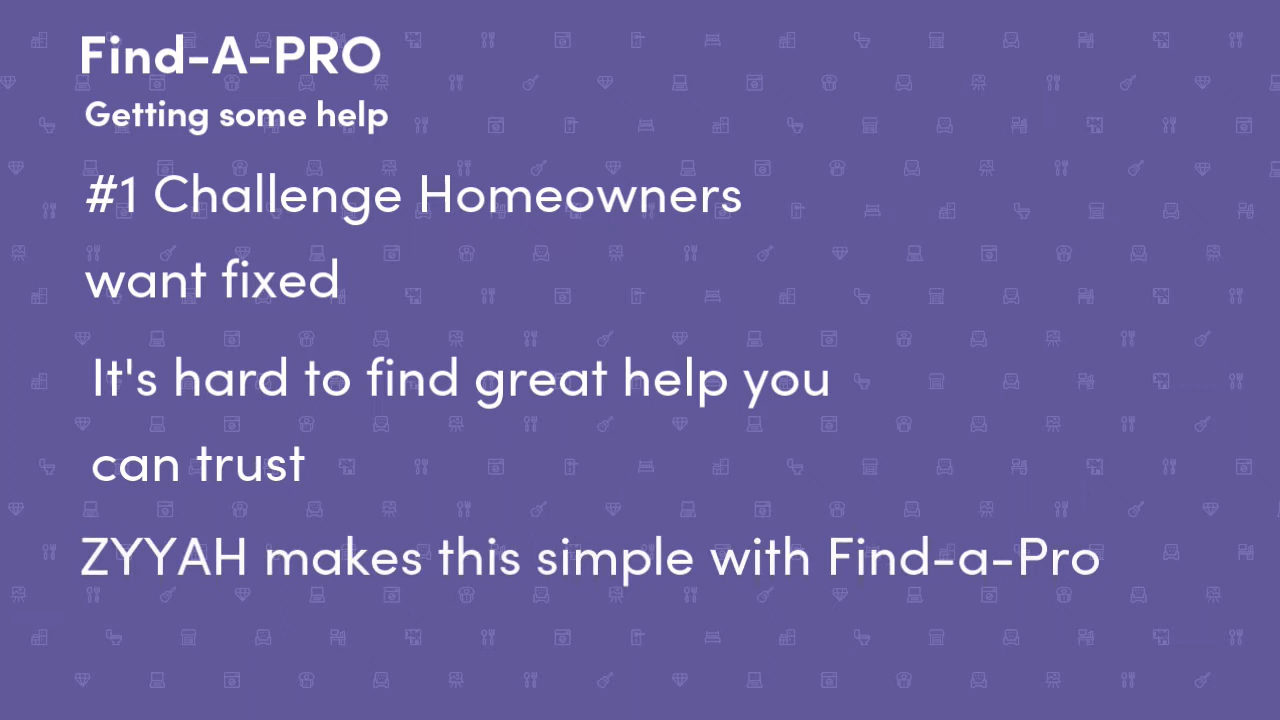 Find-A-PRO
Getting some help
#1 Challenge Homeowners
want fixed
It's hard to find great help you
can trust
ZYYAH makes this simple with Find-a-Pro